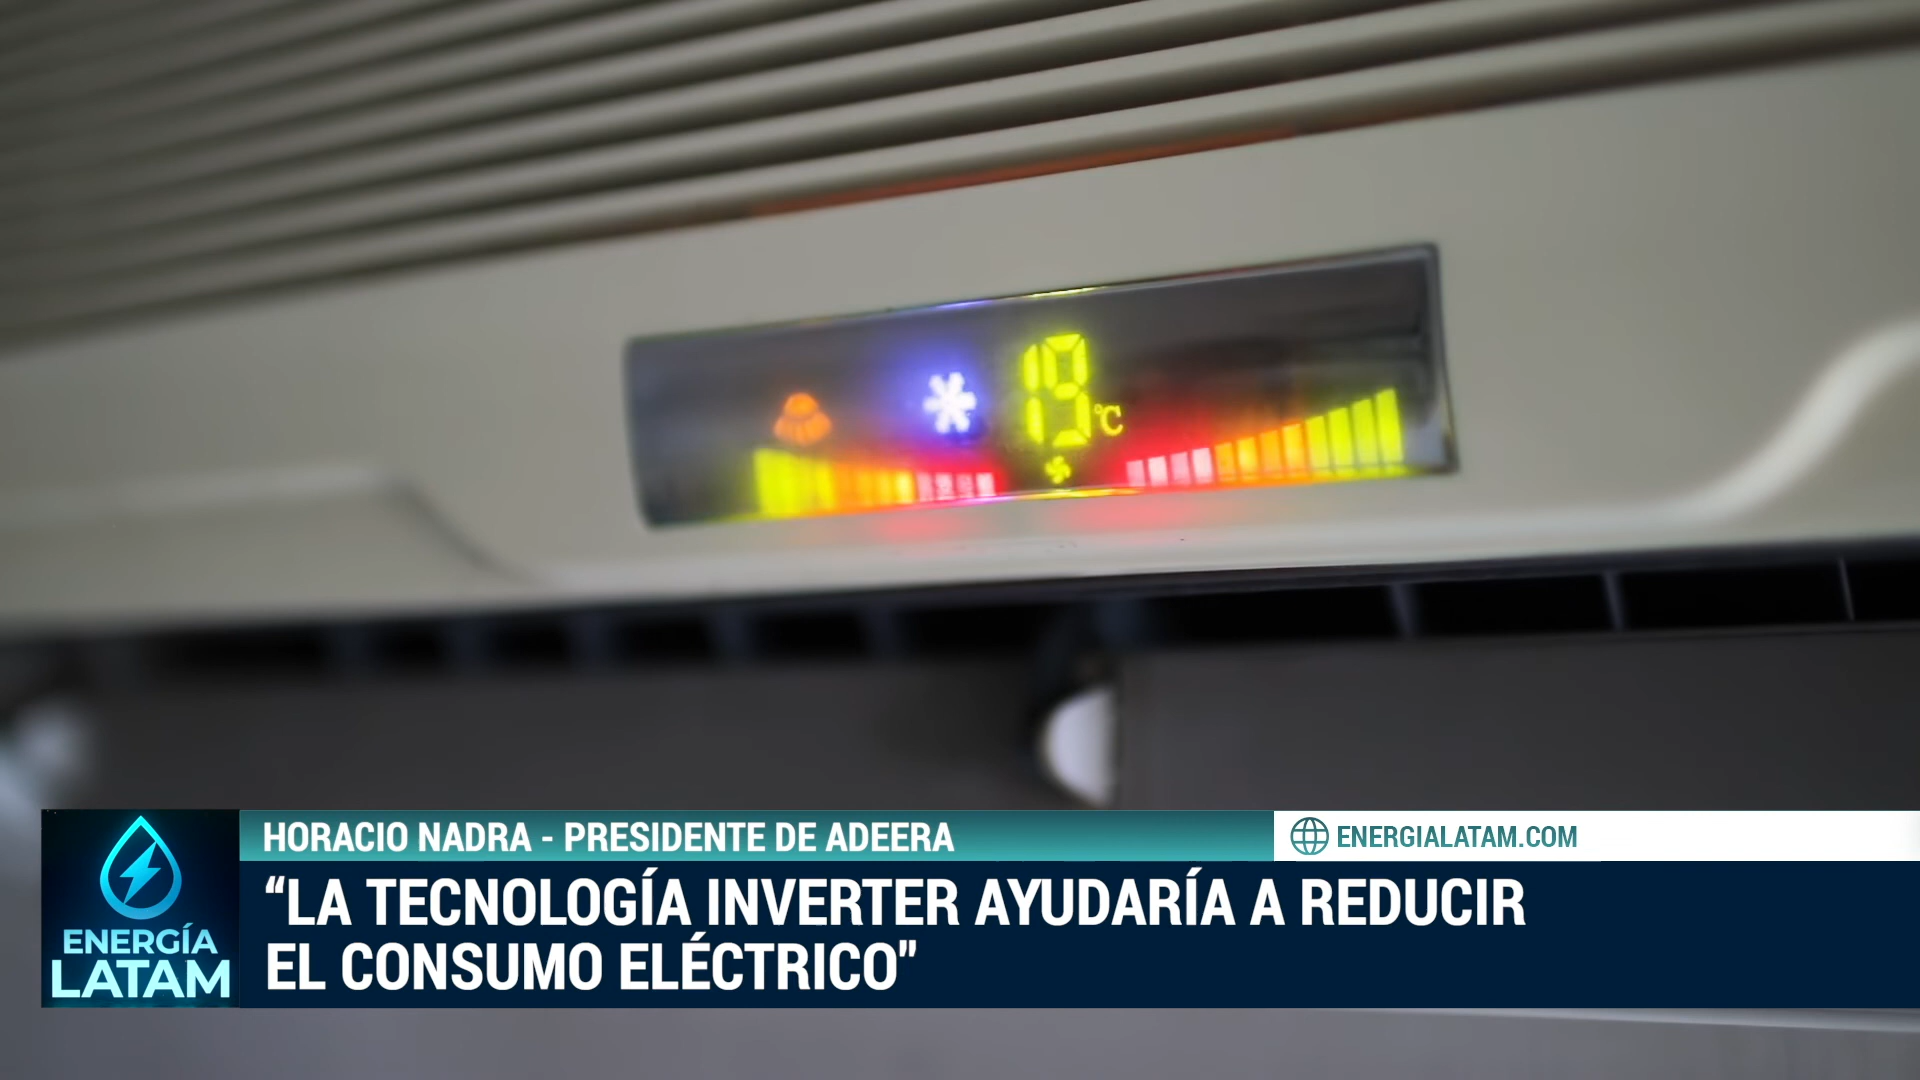 19
°C
HORACIO NADRA - PRESIDENTE DE ADEERA
ENERGIALATAM.COM
“LA TECNOLOGÍA INVERTER AYUDARÍA A REDUCIR
EL CONSUMO ELÉCTRICO”
ENERGÍA
LATAM